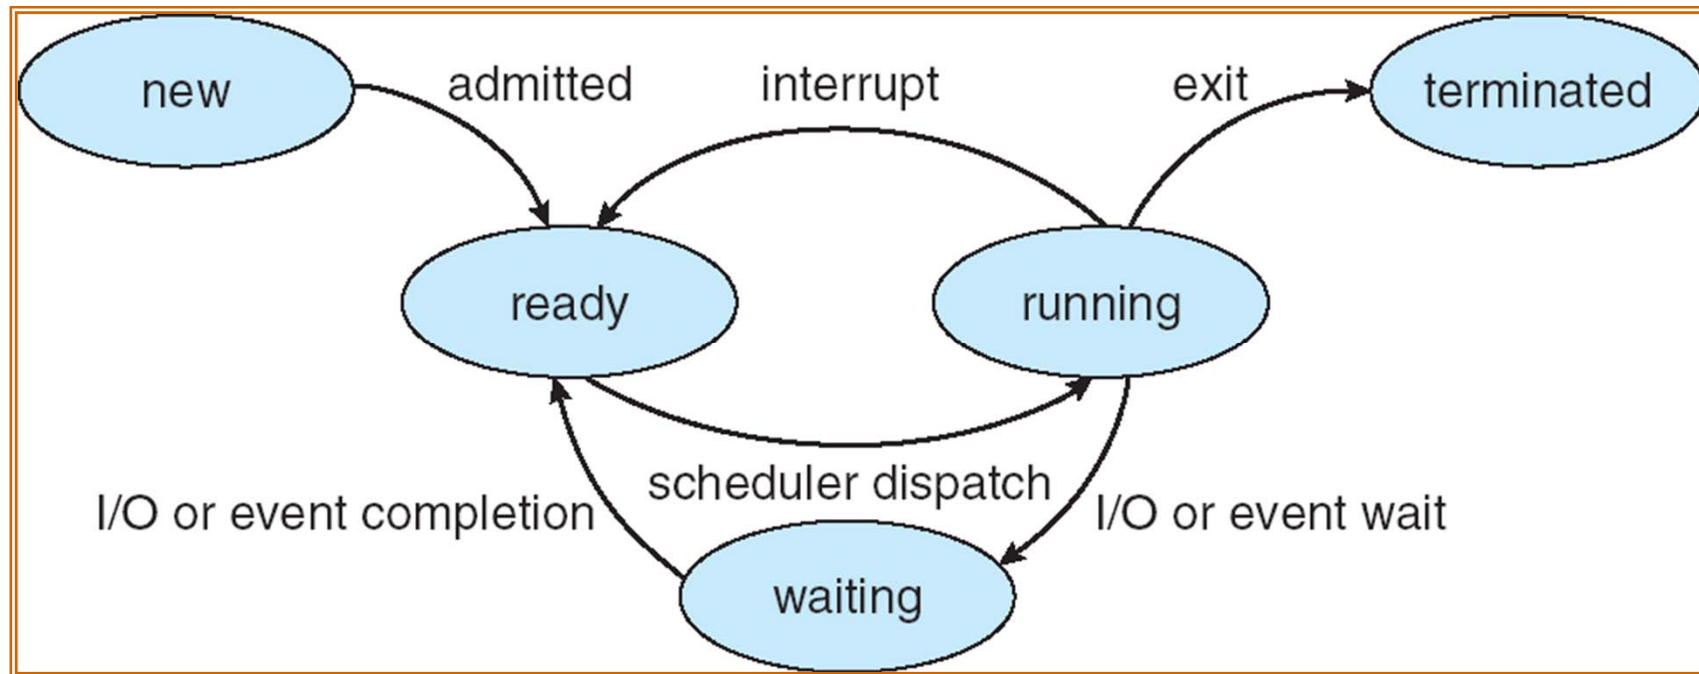 new
admitted
interrupt
exit
terminated
ready
running
scheduler dispatch
I/O or event completion
I/O or event wait
waiting